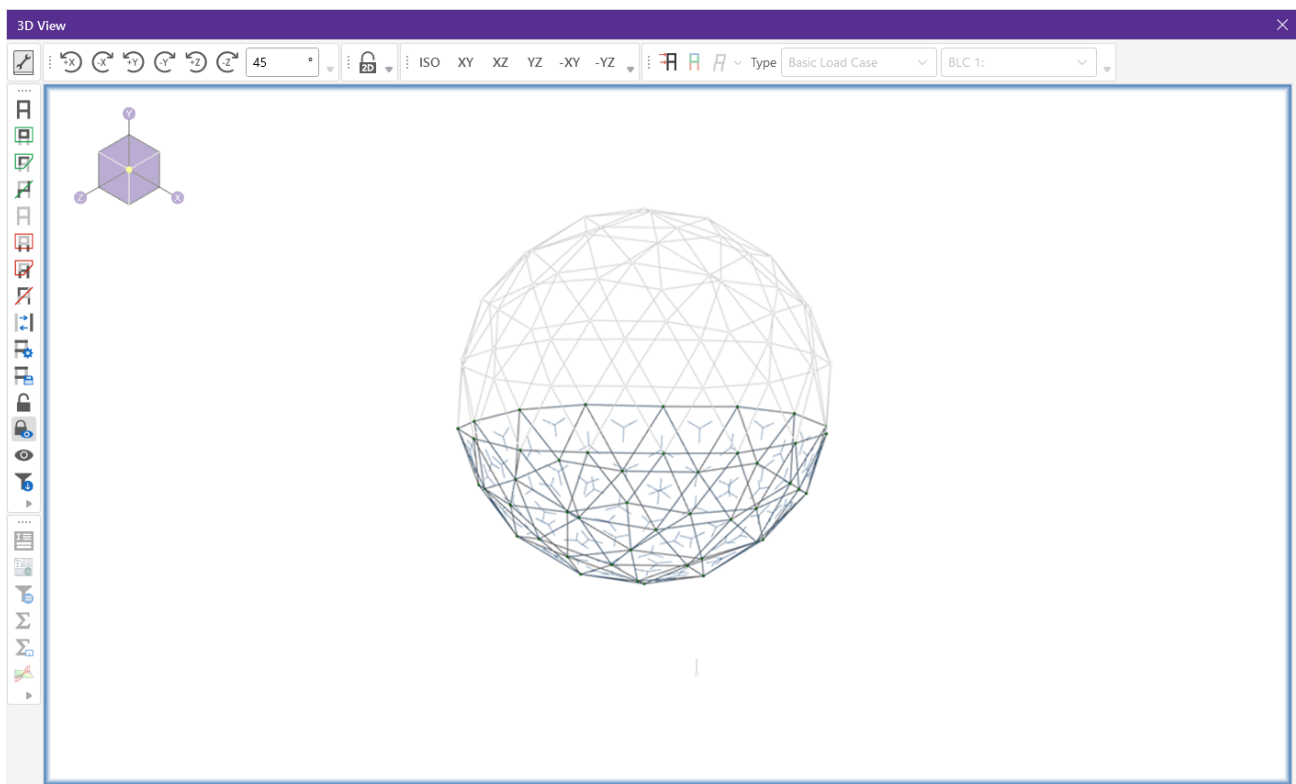 3D View
+X -X +Y -Y +Z -Z 45 ° 2D ISO XY XZ YZ -XY -YZ Type Basic Load Case BLC 1:
Y
Z X